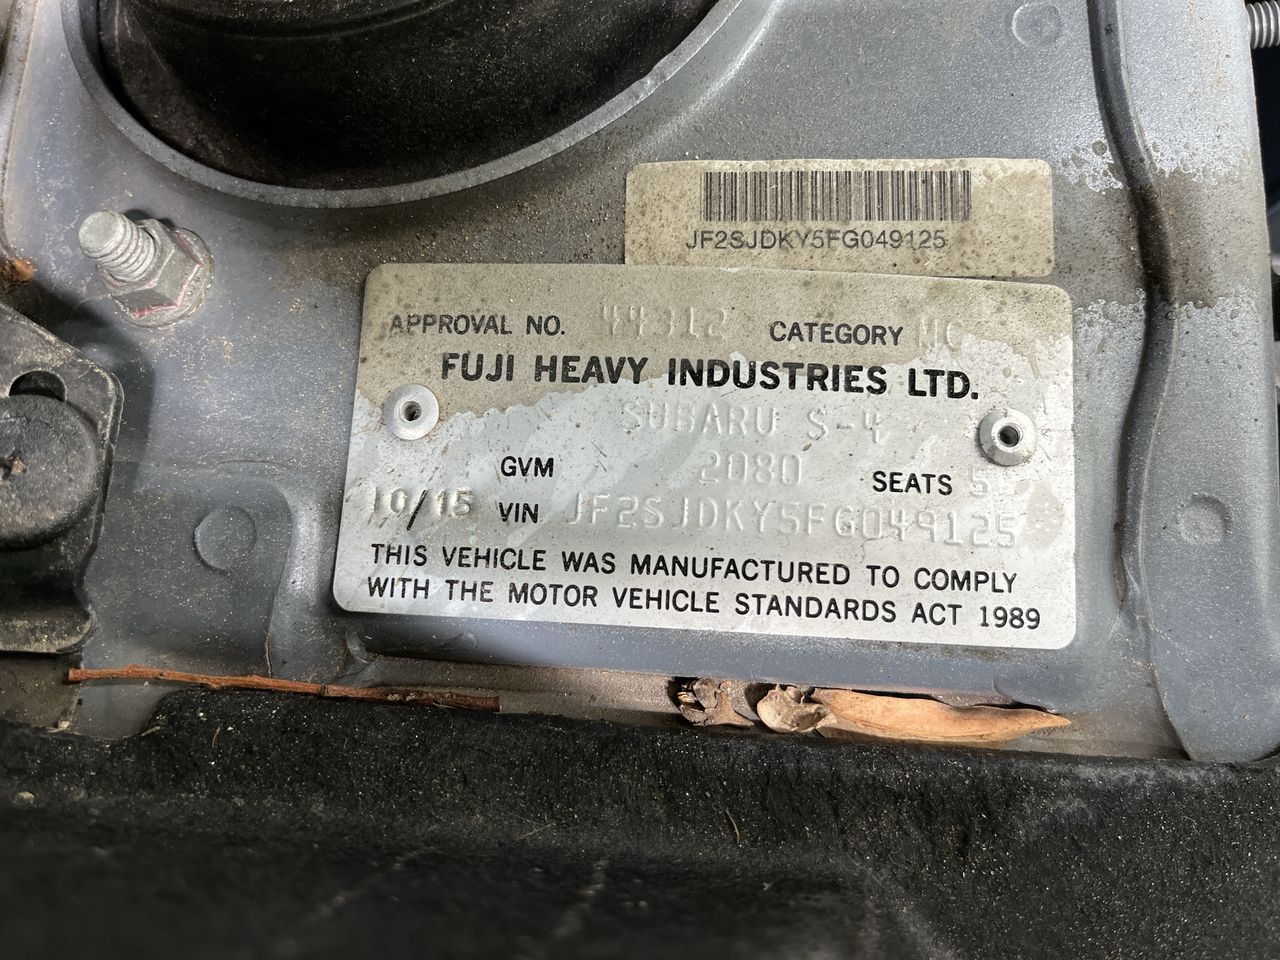 JF2SJDKY5FG049125
APPROVAL NO. 44312 CATEGORY MC
FUJI HEAVY INDUSTRIES LTD.
SUBARU S-4
GVM 2080 SEATS 5
10/15 VIN JF2SJDKY5FG049125
THIS VEHICLE WAS MANUFACTURED TO COMPLY
WITH THE MOTOR VEHICLE STANDARDS ACT 1989